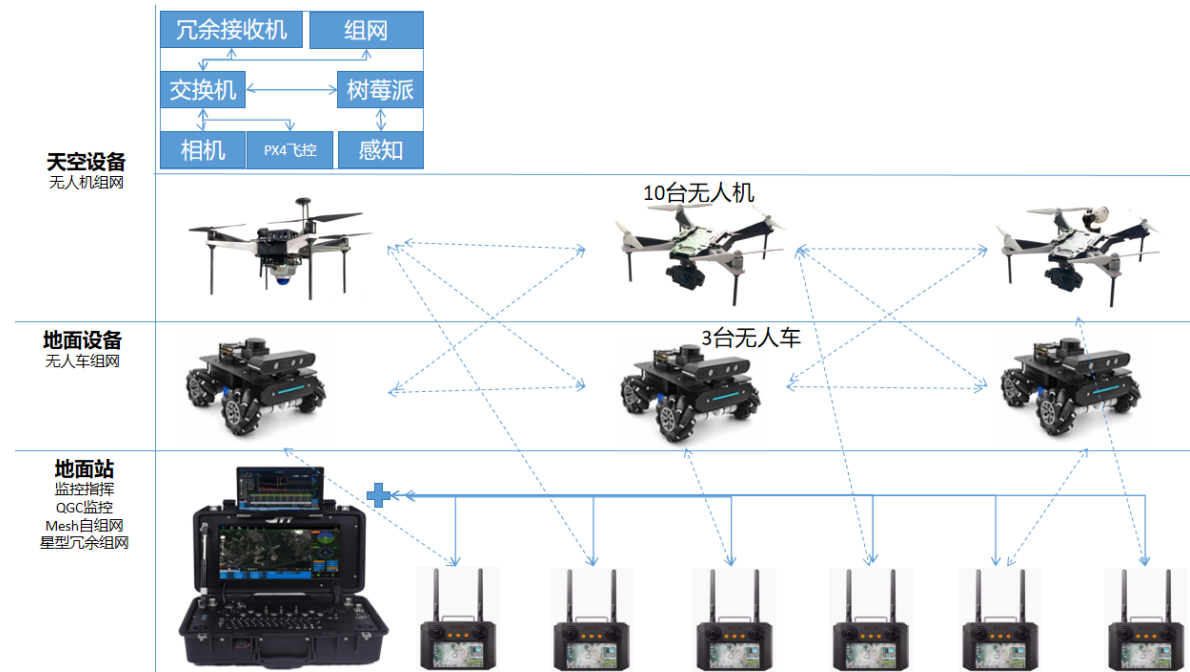 冗余接收机
组网
交换机
树莓派
相机
PX4飞控
感知
天空设备
无人机组网
10台无人机
地面设备
无人车组网
3台无人车
地面站
监控指挥
QGC监控
Mesh自组网
星型冗余组网